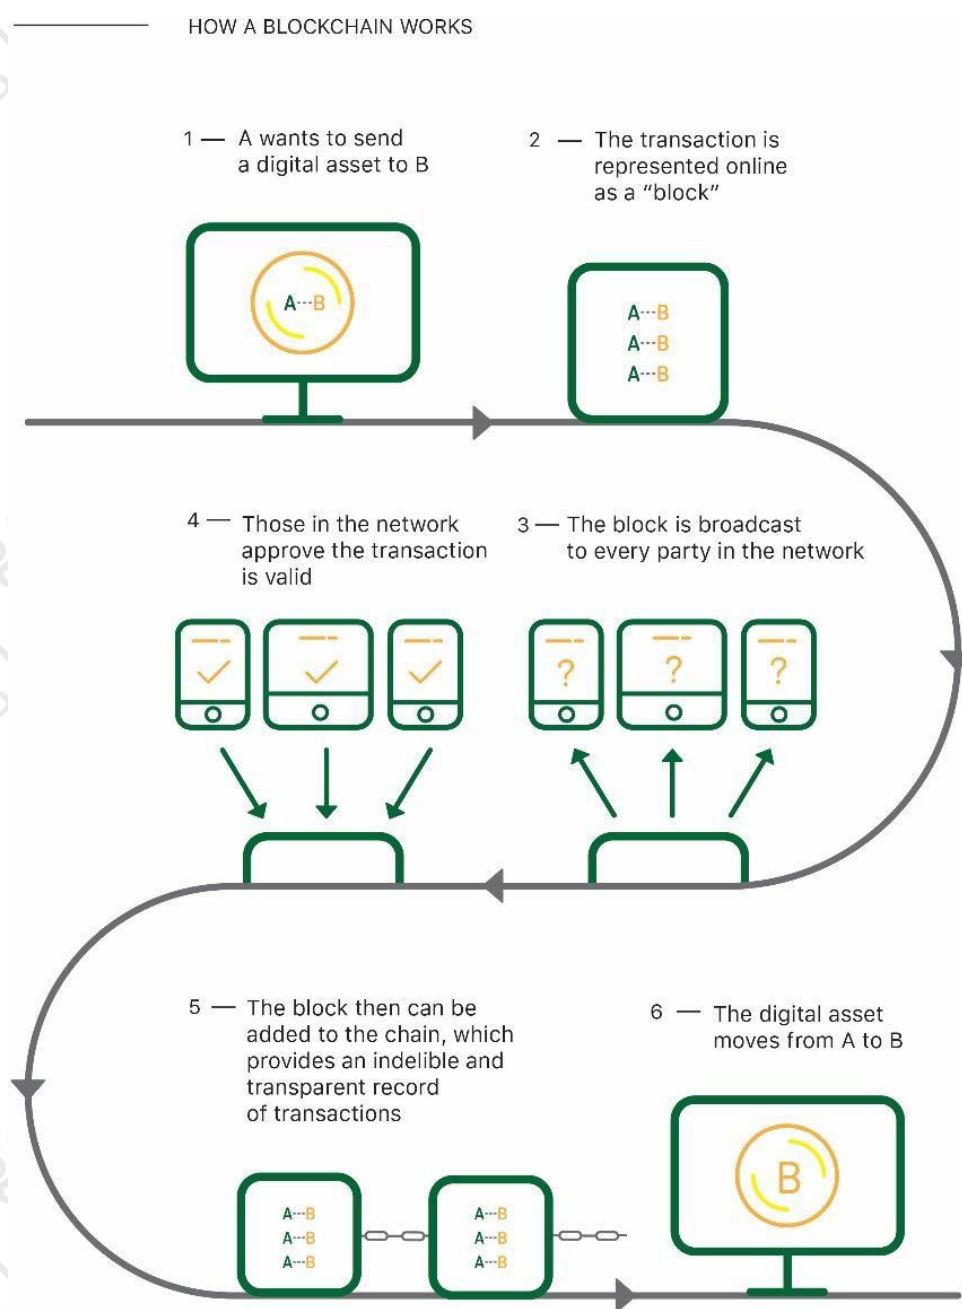 HOW A BLOCKCHAIN WORKS
1 — A wants to send
a digital asset to B
2 — The transaction is
represented online
as a “block”
A---B
A---B
A---B
A---B
3 — The block is broadcast
to every party in the network
?
?
?
4 — Those in the network
approve the transaction
is valid
5 — The block then can be
added to the chain, which
provides an indelible and
transparent record
of transactions
A---B
A---B
A---B
A---B
A---B
A---B
6 — The digital asset
moves from A to B
B